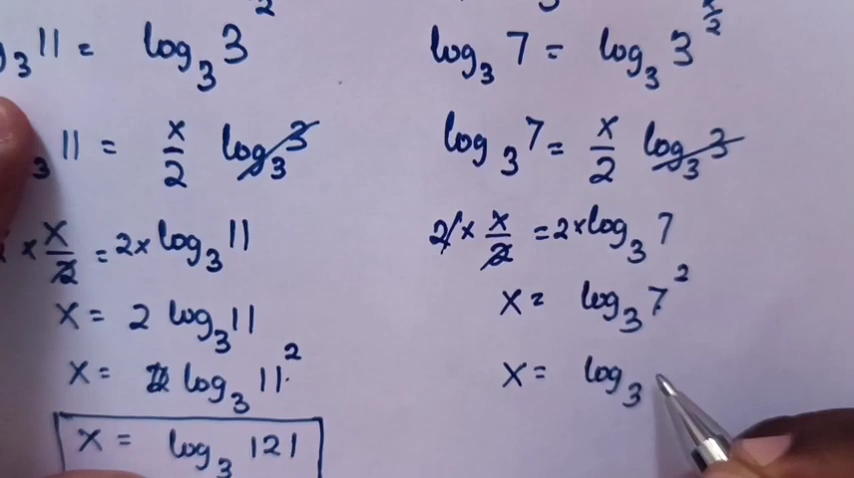 log₃ 11 = log₃ 3
₃ 11 = x/2 log₃ 3
2 × x/2 = 2 × log₃ 11
x = 2 log₃ 11
x = log₃ 11²
x = log₃ 121
log₃ 7 = log₃ 3^(x/2)
log₃ 7 = x/2 log₃ 3
2 × x/2 = 2 × log₃ 7
x = log₃ 7²
x = log₃